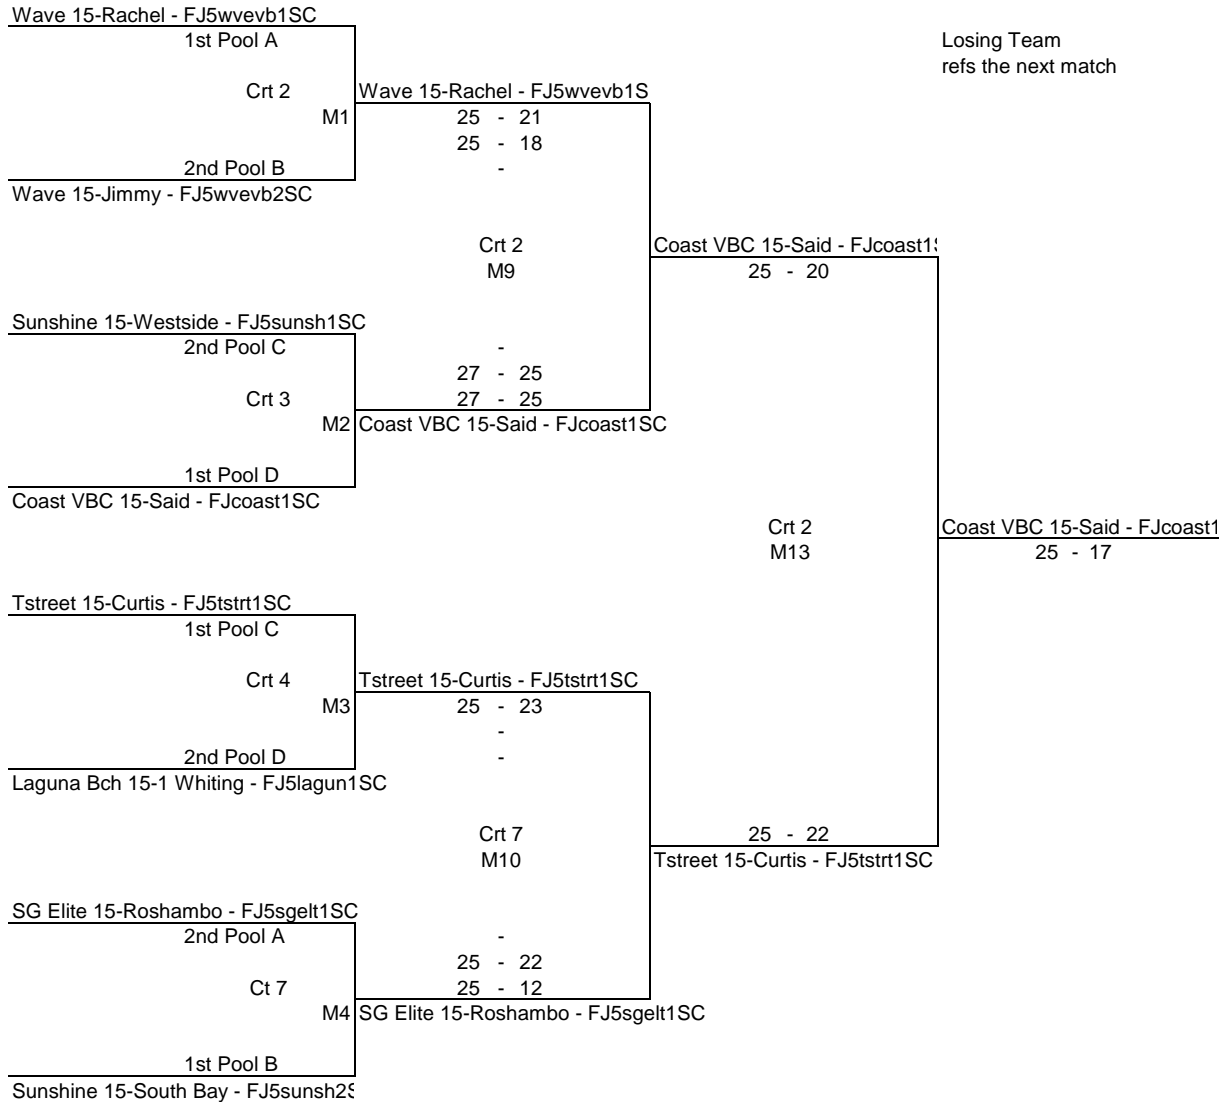 Wave 15-Rachel - FJ5wvevb1SC
1st Pool A
Losing Team
refs the next match
Crt 2
Wave 15-Rachel - FJ5wvevb1S
M1
25 - 21
25 - 18
2nd Pool B
-
Wave 15-Jimmy - FJ5wvevb2SC
Crt 2
Coast VBC 15-Said - FJcoast1
M9
25 - 20
Sunshine 15-Westside - FJ5sunsh1SC
2nd Pool C
-
27 - 25
Crt 3
27 - 25
M2
Coast VBC 15-Said - FJcoast1SC
1st Pool D
Coast VBC 15-Said - FJcoast1SC
Crt 2
Coast VBC 15-Said - FJcoast1
M13
25 - 17
Tstreet 15-Curtis - FJ5tstrt1SC
1st Pool C
Crt 4
Tstreet 15-Curtis - FJ5tstrt1SC
M3
25 - 23
-
2nd Pool D
-
Laguna Bch 15-1 Whiting - FJ5lagun1SC
Crt 7
25 - 22
M10
Tstreet 15-Curtis - FJ5tstrt1SC
SG Elite 15-Roshambo - FJ5sgelt1SC
2nd Pool A
-
25 - 22
Ct 7
25 - 12
M4
SG Elite 15-Roshambo - FJ5sgelt1SC
1st Pool B
Sunshine 15-South Bay - FJ5sunsh2S